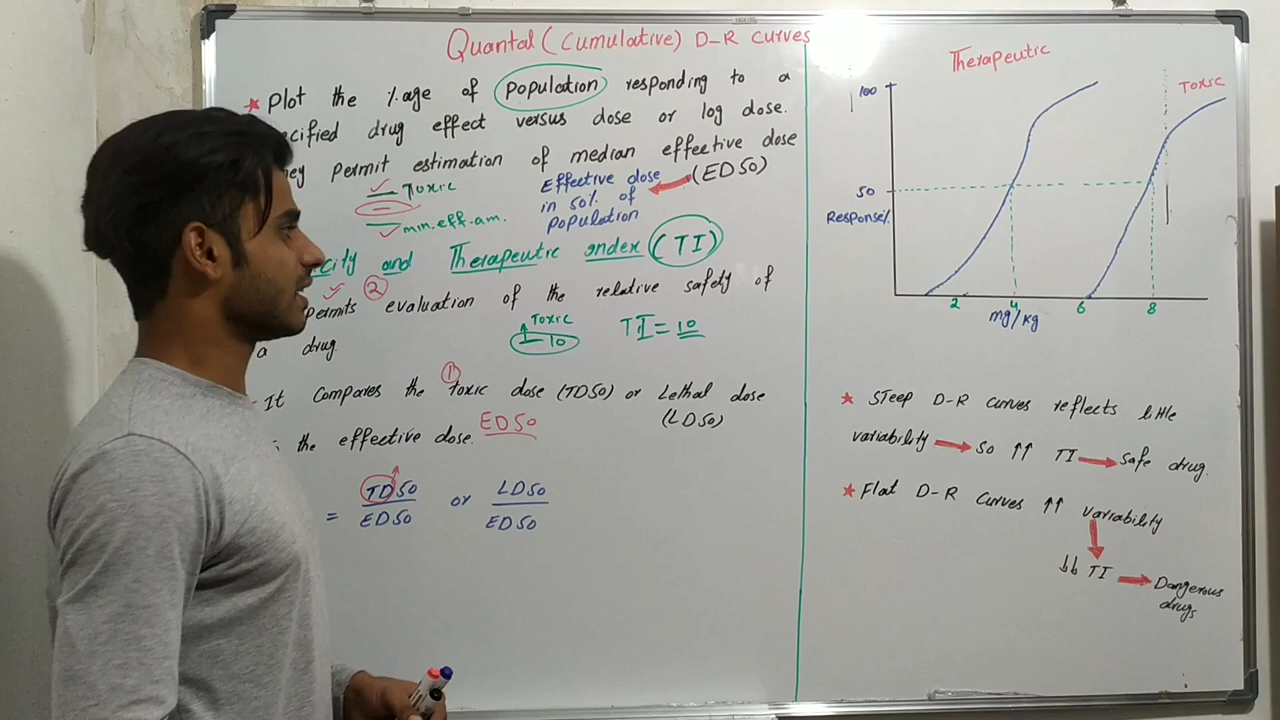 Quantal (Cumulative) D-R curves
* Plot the %age of Population responding to a
ecified drug effect versus dose or log dose.
hey Permit estimation of median effective dose
(ED50)
Effective dose
in 50% of
Population
Toxic
min.eff.am.
city and Therapeutic Index (TI)
② Permits evaluation of the relative safety of
a drug
Toxic
1-10
TI = 10
①
- It compares the toxic dose (TD50) or Lethal dose
(LD50)
the effective dose. ED50
= TD50 or LD50
ED50 ED50
Therapeutic
Toxic
100
50
Response%
2 4 6 8
mg/kg
* Steep D-R curves reflects little
variability → So ↑↑ TI → Safe drug.
* Flat D-R Curves ↑↑ variability
↓
↓↓ TI → Dangerous
drugs